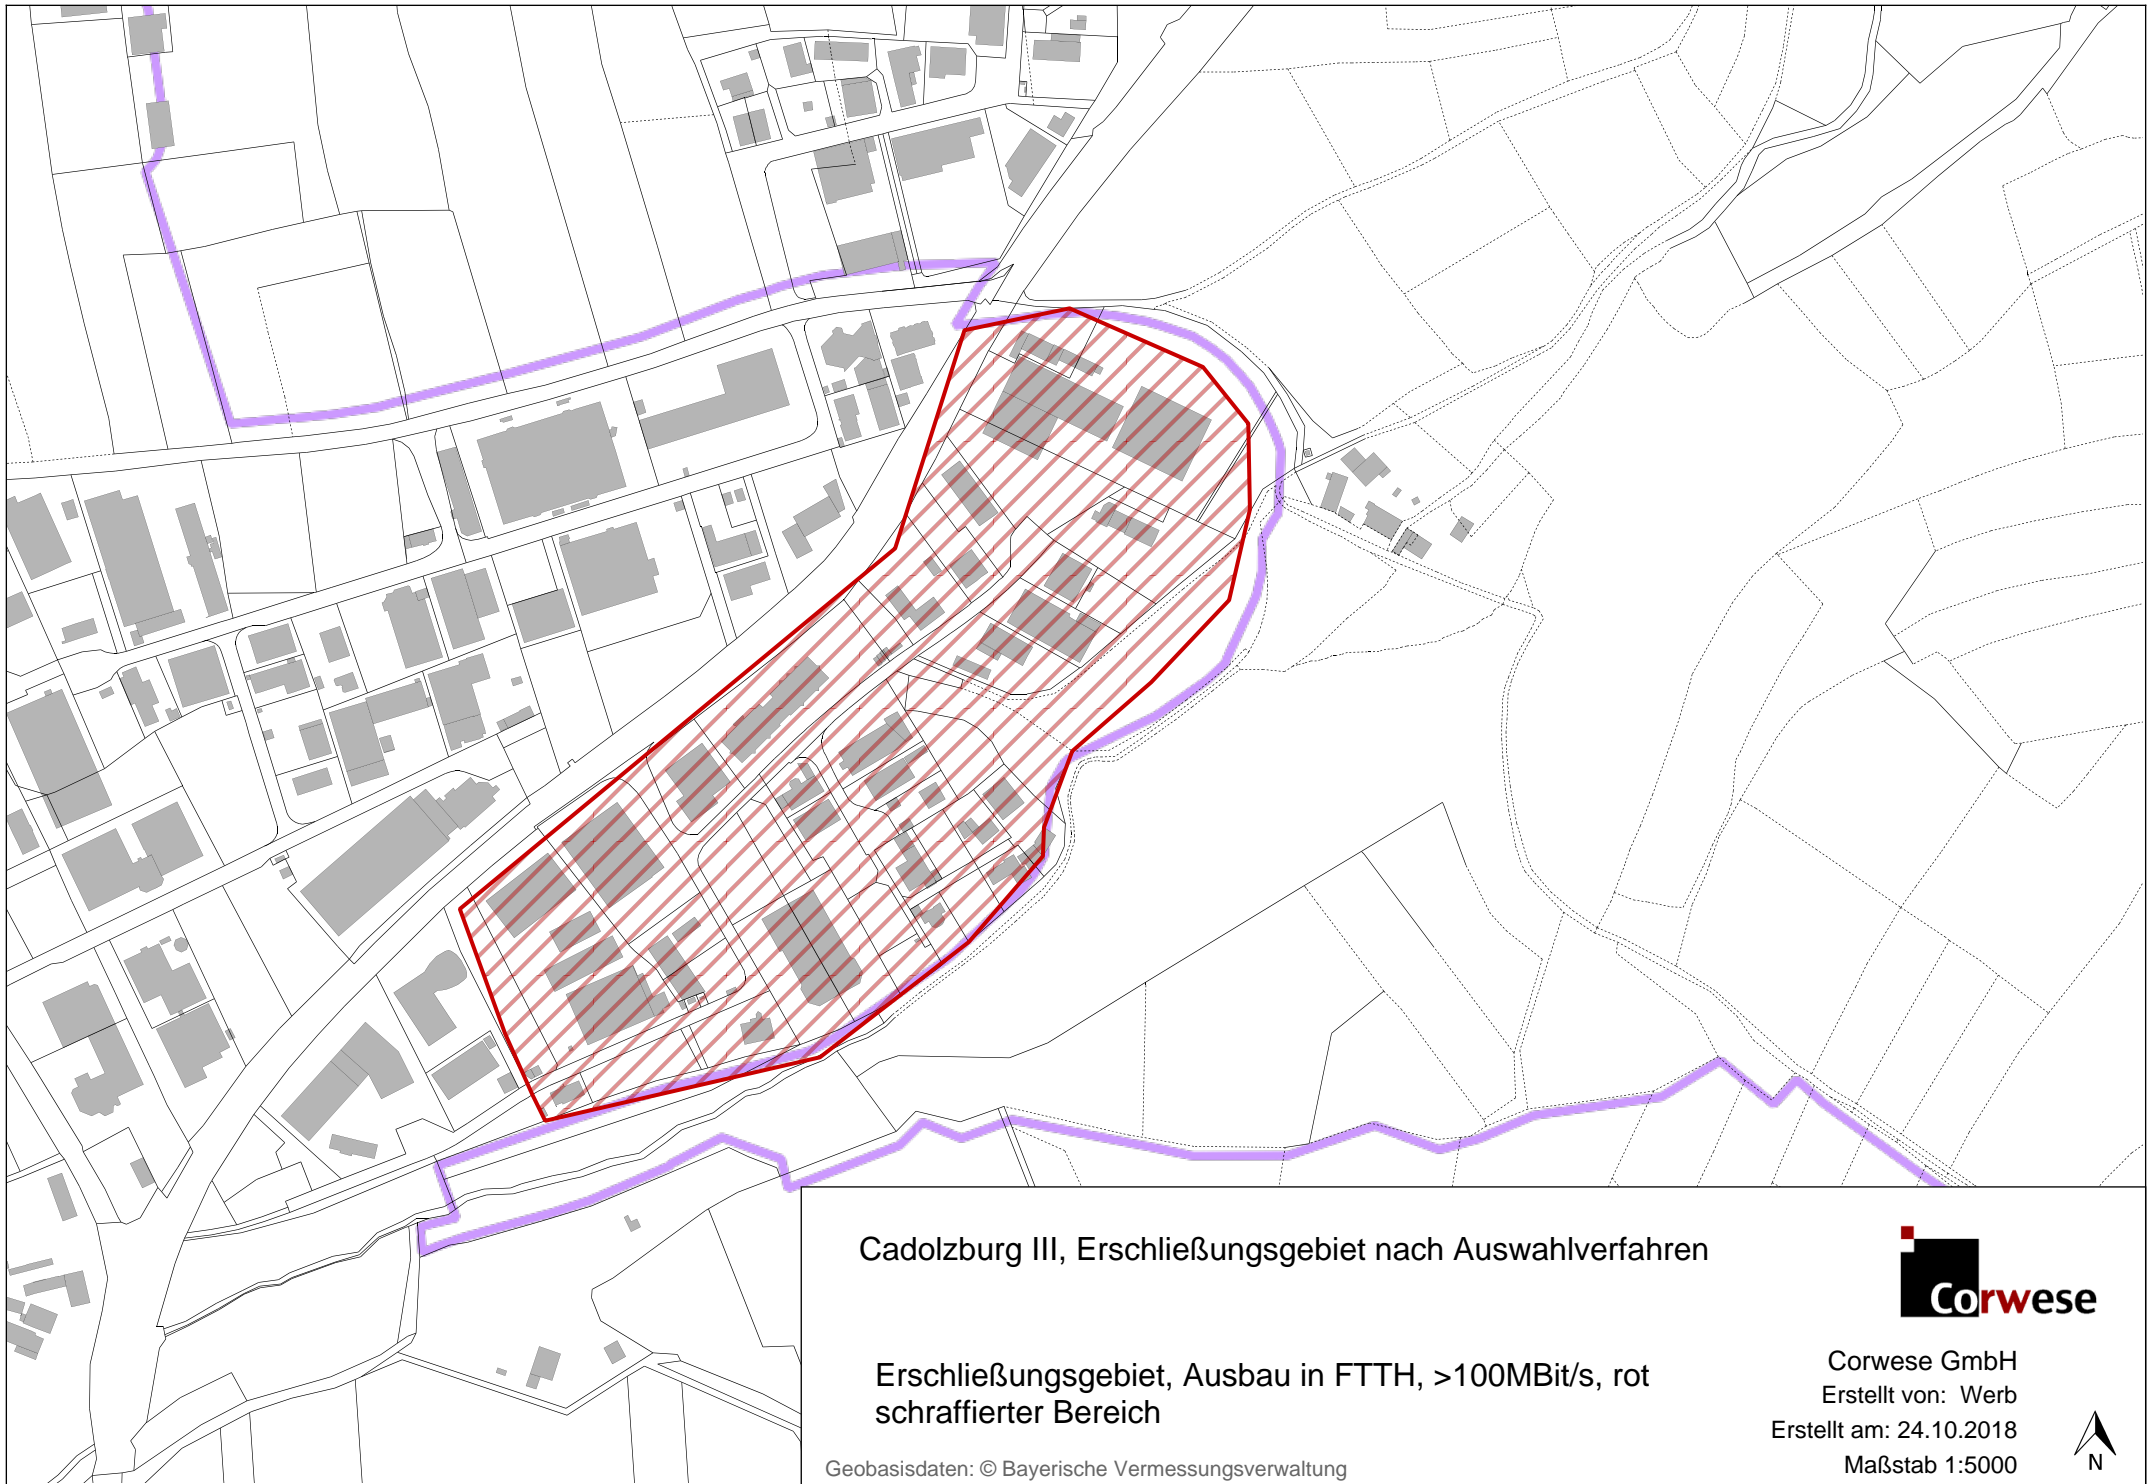 Cadolzburg III, Erschließungsgebiet nach Auswahlverfahren
Corwese
Erschließungsgebiet, Ausbau in FTTH, >100MBit/s, rot
schraffierter Bereich
Corwese GmbH
Erstellt von: Werb
Erstellt am: 24.10.2018
Maßstab 1:5000
N
Geobasisdaten: © Bayerische Vermessungsverwaltung